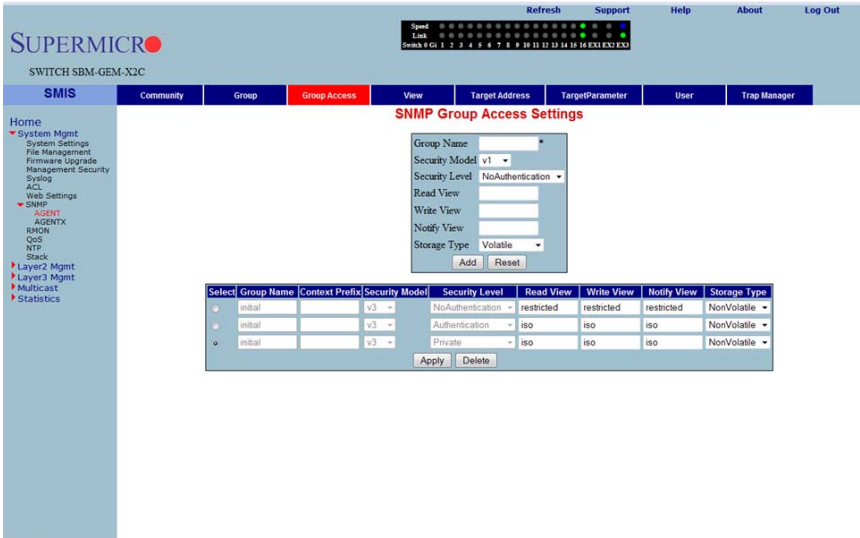 Refresh Support Help About Log Out
SUPERMICRO
Speed
Link
Switch 0 Gi 1 2 3 4 5 6 7 8 9 10 11 12 13 14 15 16 EX1 EX2 EX3
SWITCH SBM-GEM-X2C
SMIS Community Group Group Access View Target Address TargetParameter User Trap Manager
SNMP Group Access Settings
Home
System Mgmt
System Settings
File Management
Firmware Upgrade
Management Security
Syslog
ACL
Web Settings
SNMP
AGENT
AGENTX
RMON
QoS
NTP
Stack
Layer2 Mgmt
Layer3 Mgmt
Multicast
Statistics
Group Name *
Security Model v1
Security Level NoAuthentication
Read View
Write View
Notify View
Storage Type Volatile
Add Reset
Select Group Name Context Prefix Security Model Security Level Read View Write View Notify View Storage Type
initial v3 NoAuthentication restricted restricted restricted NonVolatile
initial v3 Authentication iso iso iso NonVolatile
initial v3 Private iso iso iso NonVolatile
Apply Delete